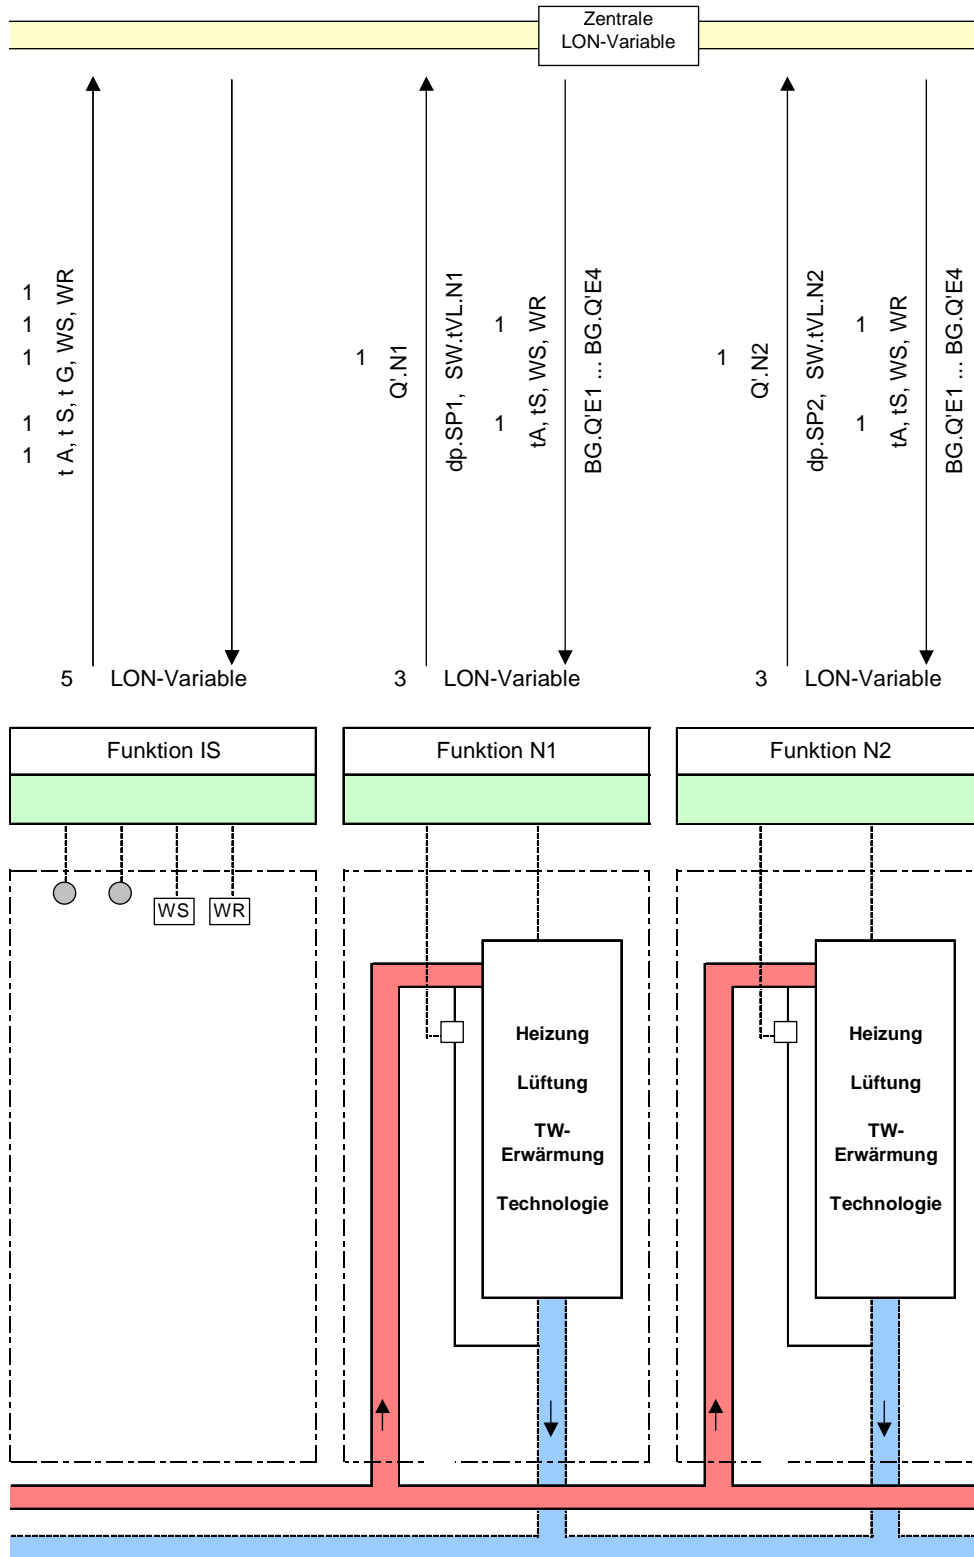 Zentrale
LON-Variable
1
1
1
1
1
t A, t S, t G, WS, WR
1
Q'.N1
dp.SP1, SW.tVL.N1
1
1
tA, tS, WS, WR
BG.Q'E1 ... BG.Q'E4
1
Q'.N2
dp.SP2, SW.tVL.N2
1
1
tA, tS, WS, WR
BG.Q'E1 ... BG.Q'E4
5 LON-Variable
3 LON-Variable
3 LON-Variable
Funktion IS
Funktion N1
Funktion N2
WS
WR
Heizung
Lüftung
TW-
Erwärmung
Technologie
Heizung
Lüftung
TW-
Erwärmung
Technologie